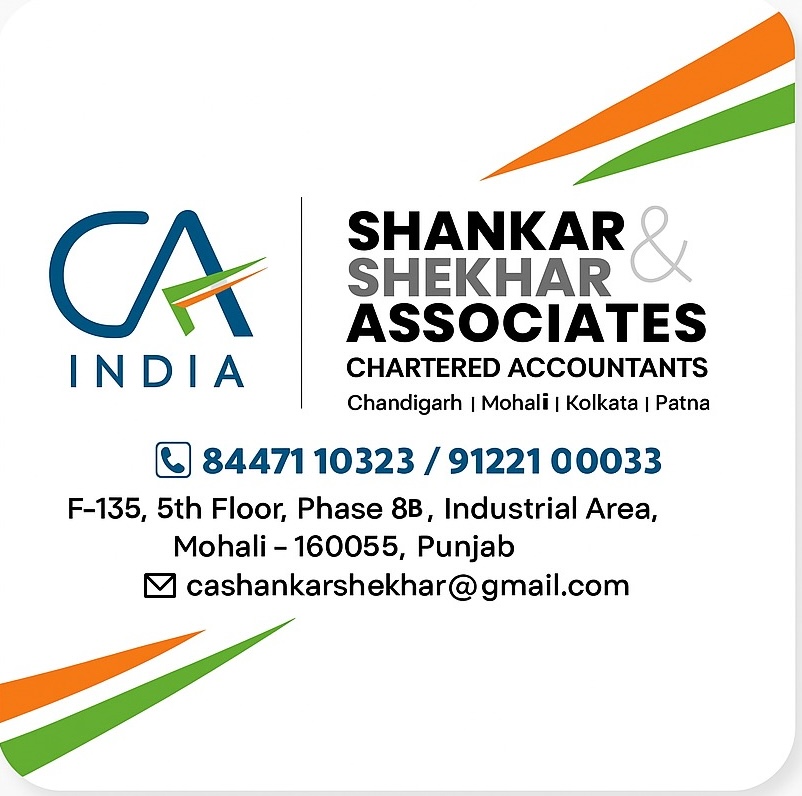 CA
INDIA
SHANKAR &
SHEKHAR
ASSOCIATES
CHARTERED ACCOUNTANTS
Chandigarh | Mohali | Kolkata | Patna
84471 10323 / 91221 00033
F-135, 5th Floor, Phase 8B, Industrial Area,
Mohali - 160055, Punjab
cashankarshekhar@gmail.com